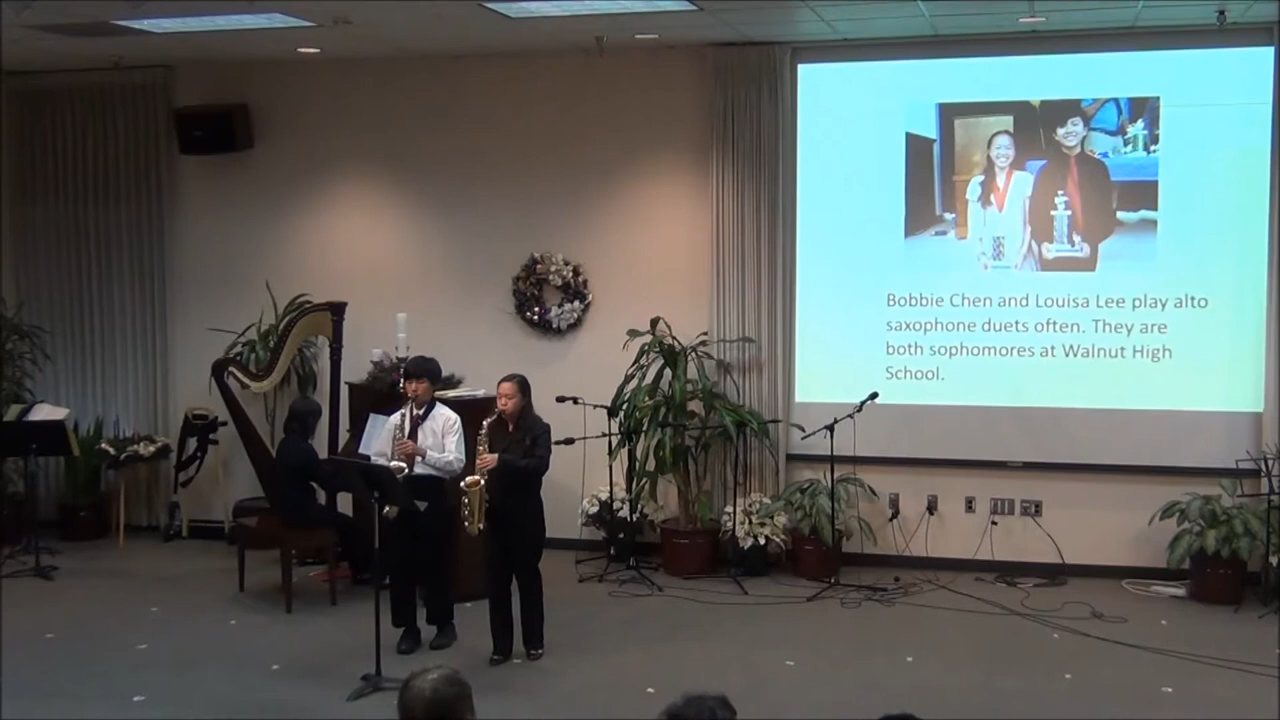 Bobbie Chen and Louisa Lee play alto
saxophone duets often. They are
both sophomores at Walnut High
School.